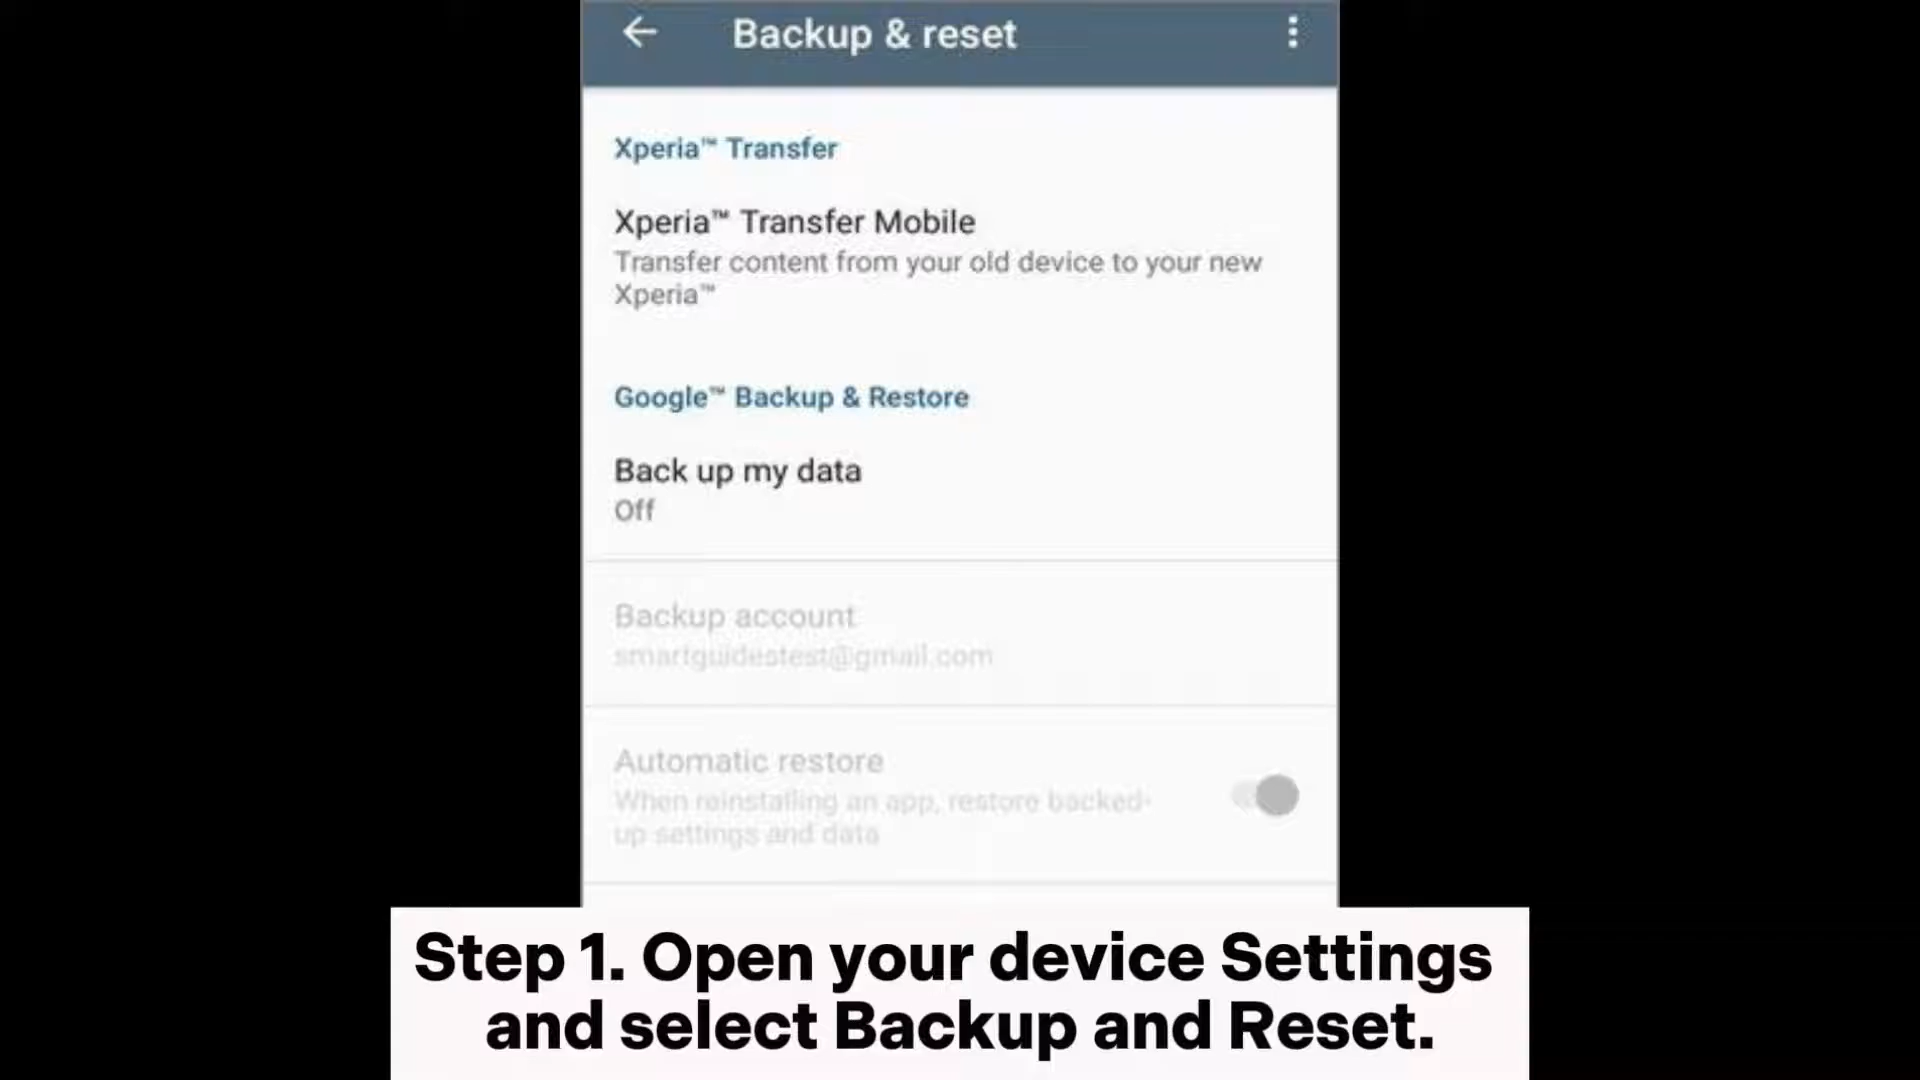 Backup & reset
Xperia™ Transfer
Xperia™ Transfer Mobile
Transfer content from your old device to your new
Xperia™
Google™ Backup & Restore
Back up my data
Off
Backup account
smartguidestest@gmail.com
Automatic restore
When reinstalling an app, restore backed-
up settings and data
Step 1. Open your device Settings
and select Backup and Reset.